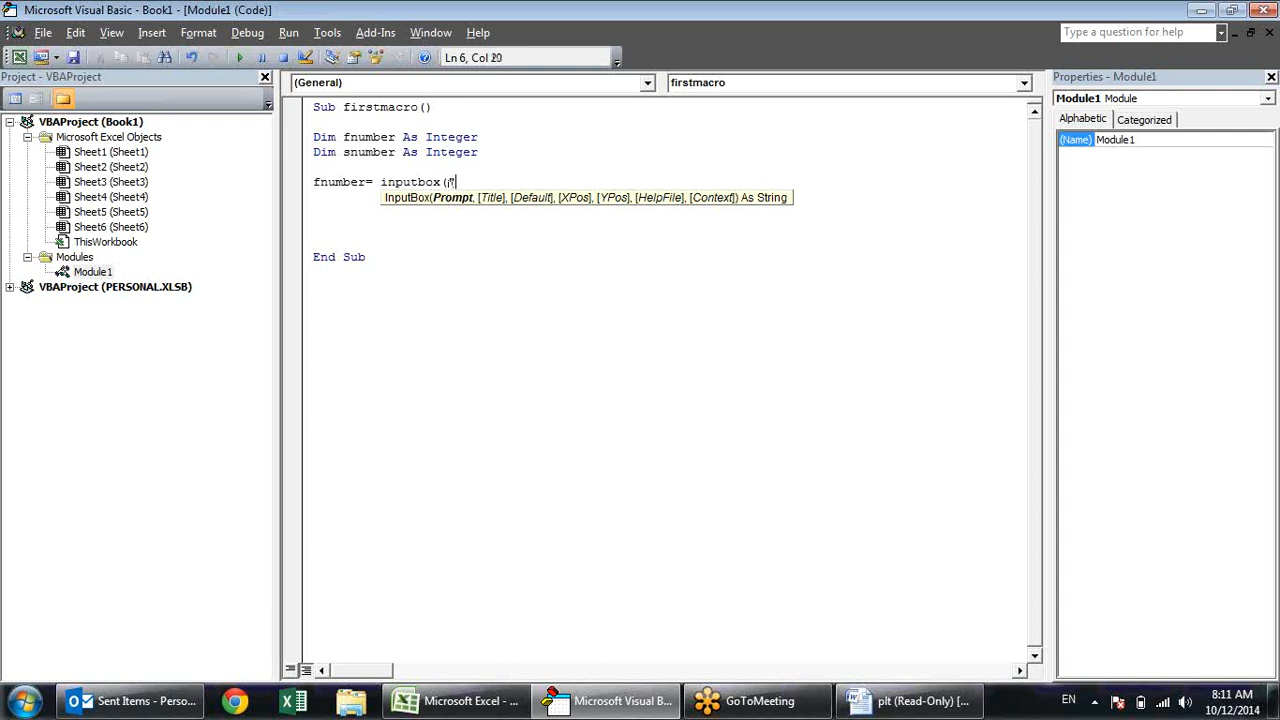 Microsoft Visual Basic - Book1 - [Module1 (Code)]
File Edit View Insert Format Debug Run Tools Add-Ins Window Help
Type a question for help
Project - VBAProject
VBAProject (Book1)
Microsoft Excel Objects
Sheet1 (Sheet1)
Sheet2 (Sheet2)
Sheet3 (Sheet3)
Sheet4 (Sheet4)
Sheet5 (Sheet5)
Sheet6 (Sheet6)
ThisWorkbook
Modules
Module1
VBAProject (PERSONAL.XLSB)
(General)
firstmacro
Sub firstmacro()
Dim fnumber As Integer
Dim snumber As Integer
fnumber= inputbox("
InputBox(Prompt, [Title], [Default], [XPos], [YPos], [HelpFile], [Context]) As String
End Sub
Properties - Module1
Module1 Module
Alphabetic Categorized
(Name) Module1
Sent Items - Perso...
Microsoft Excel - ...
Microsoft Visual B...
GoToMeeting
plt (Read-Only) [...
EN
8:11 AM
10/12/2014